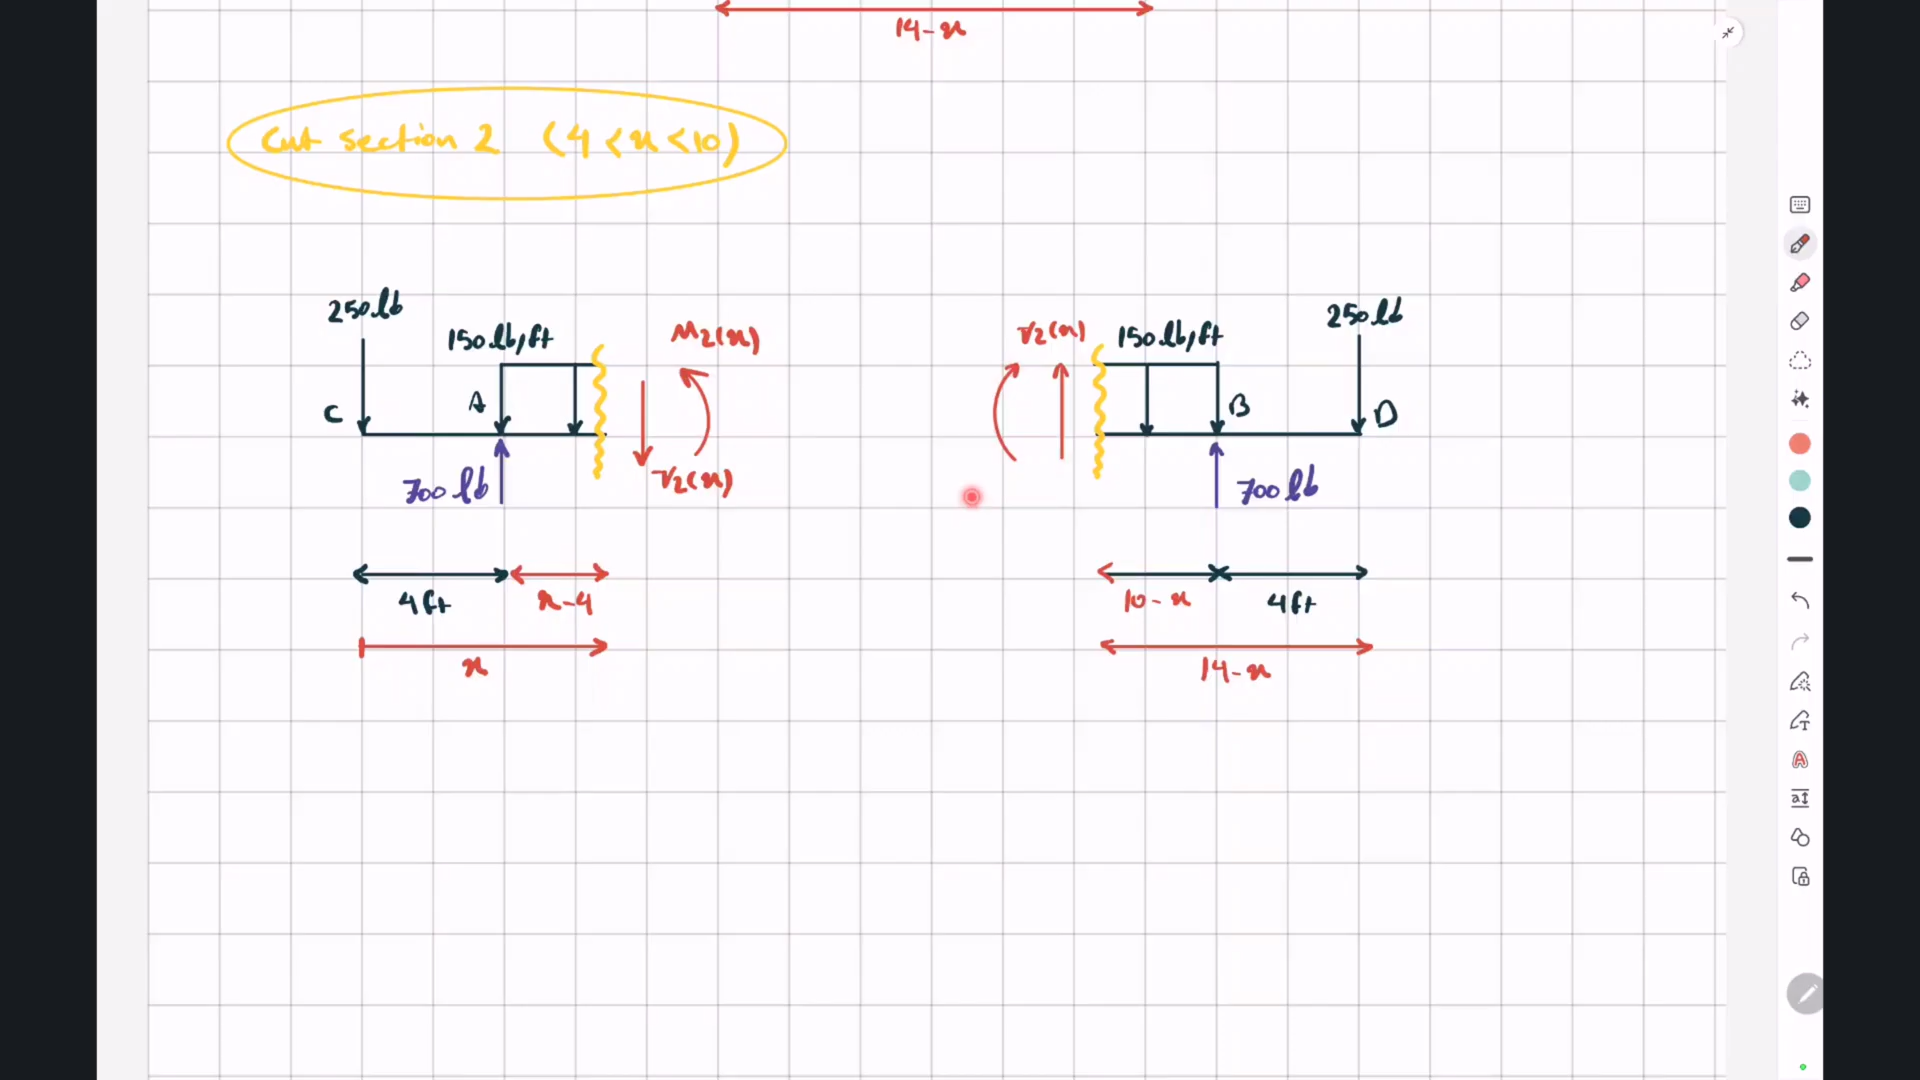 14-x
Cut section 2 (4<x<10)
250lb
150lb/ft
M2(x)
C
A
700lb
V2(x)
4ft
x-4
x
V2(x)
150lb/ft
250lb
B
D
700lb
10-x
4ft
14-x